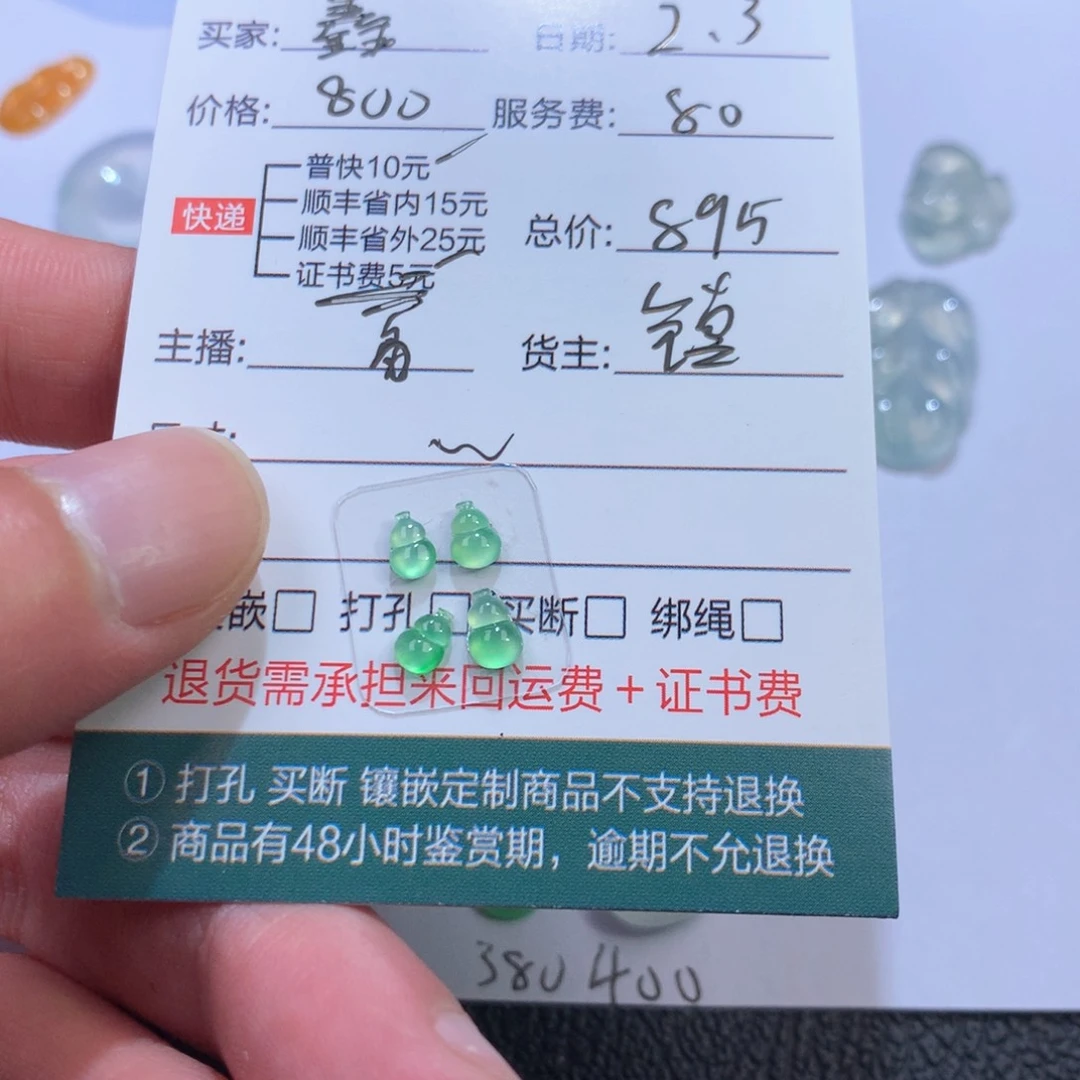 买家: 日期: 2.3
价格: 800 服务费: 80
普快10元
快递 顺丰省内15元
顺丰省外25元 总价: 895
证书费5元
主播: 货主: 镇
嵌□ 打孔□ 买断□ 绑绳□
退货需承担来回运费+证书费
① 打孔 买断 镶嵌定制商品不支持退换
② 商品有48小时鉴赏期，逾期不允退换
380 400